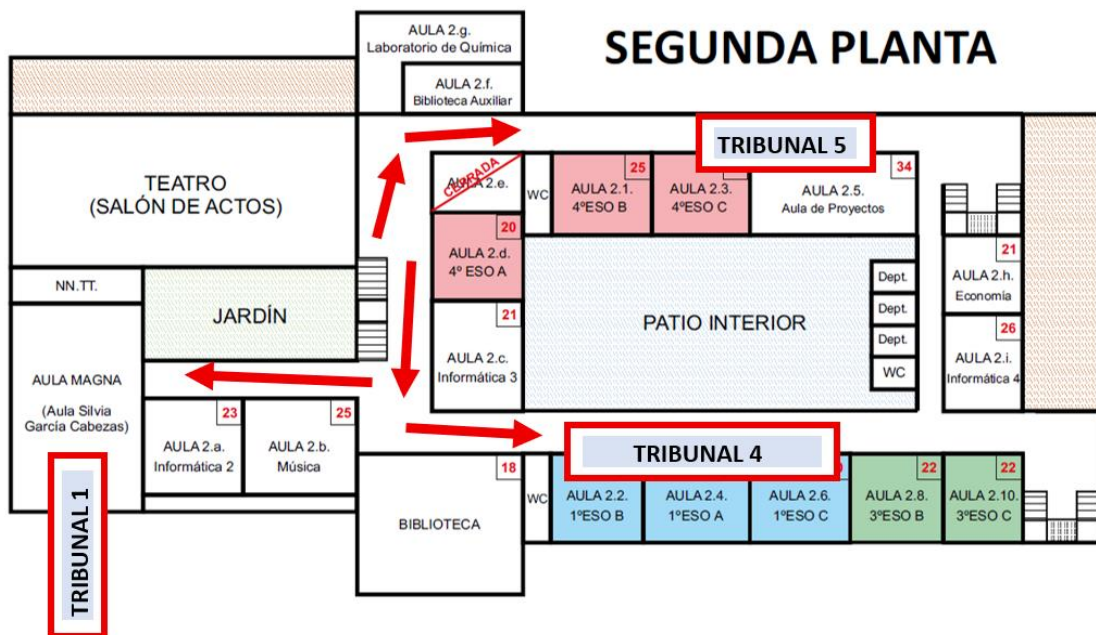 SEGUNDA PLANTA
AULA 2.g.
Laboratorio de Química
AULA 2.f.
Biblioteca Auxiliar
TEATRO
(SALÓN DE ACTOS)
CERRADA
AULA 2.e.
WC
25
AULA 2.1.
4ºESO B
TRIBUNAL 5
AULA 2.3.
4ºESO C
34
AULA 2.5.
Aula de Proyectos
20
AULA 2.d.
4º ESO A
NN.TT.
JARDÍN
21
AULA 2.c.
Informática 3
PATIO INTERIOR
Dept.
Dept.
Dept.
WC
21
AULA 2.h.
Economía
26
AULA 2.i.
Informática 4
AULA MAGNA
(Aula Silvia
García Cabezas)
23
AULA 2.a.
Informática 2
25
AULA 2.b.
Música
TRIBUNAL 1
18
BIBLIOTECA
WC
TRIBUNAL 4
AULA 2.2.
1ºESO B
AULA 2.4.
1ºESO A
AULA 2.6.
1ºESO C
22
AULA 2.8.
3ºESO B
22
AULA 2.10.
3ºESO C